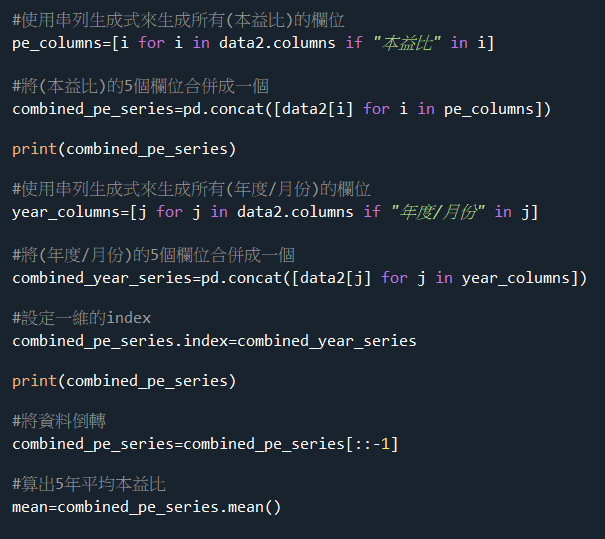 #使用串列生成式來生成所有(本益比)的欄位
pe_columns=[i for i in data2.columns if "本益比" in i]
#將(本益比)的5個欄位合併成一個
combined_pe_series=pd.concat([data2[i] for i in pe_columns])
print(combined_pe_series)
#使用串列生成式來生成所有(年度/月份)的欄位
year_columns=[j for j in data2.columns if "年度/月份" in j]
#將(年度/月份)的5個欄位合併成一個
combined_year_series=pd.concat([data2[j] for j in year_columns])
#設定一維的index
combined_pe_series.index=combined_year_series
print(combined_pe_series)
#將資料倒轉
combined_pe_series=combined_pe_series[::-1]
#算出5年平均本益比
mean=combined_pe_series.mean()